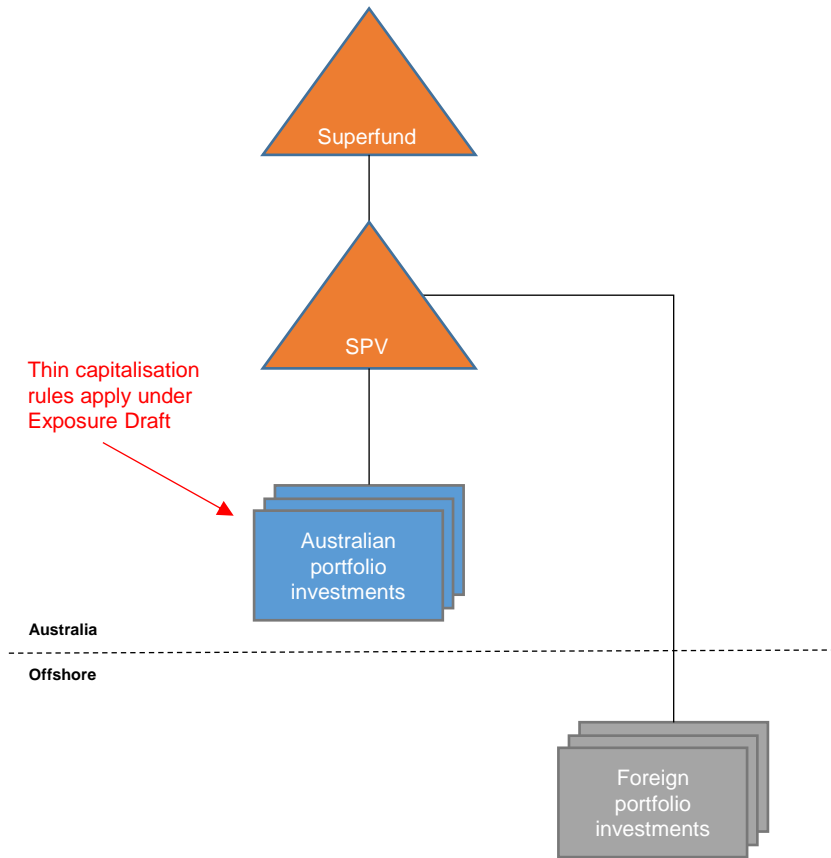 Superfund
SPV
Thin capitalisation
rules apply under
Exposure Draft
Australian
portfolio
investments
Australia
Offshore
Foreign
portfolio
investments